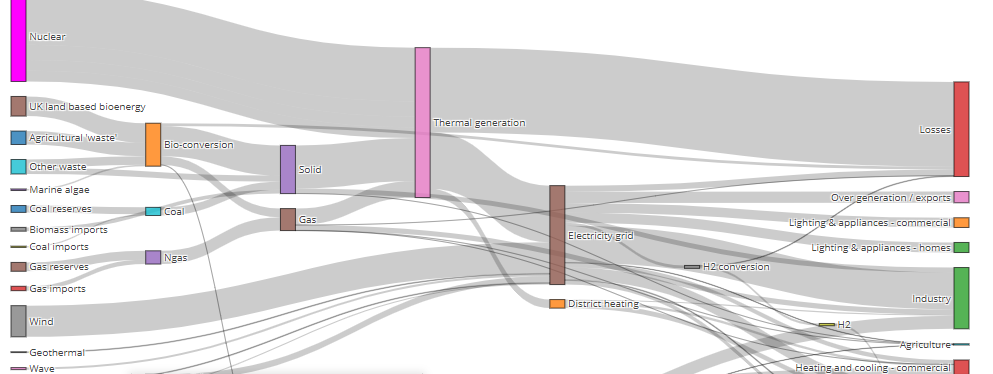 Nuclear
UK land based bioenergy
Agricultural 'waste'
Other waste
Marine algae
Coal reserves
Biomass imports
Coal imports
Gas reserves
Gas imports
Wind
Geothermal
Wave
Bio-conversion
Coal
Ngas
Solid
Gas
Thermal generation
Electricity grid
District heating
H2 conversion
H2
Losses
Over generation / exports
Lighting & appliances - commercial
Lighting & appliances - homes
Industry
Agriculture
Heating and cooling - commercial